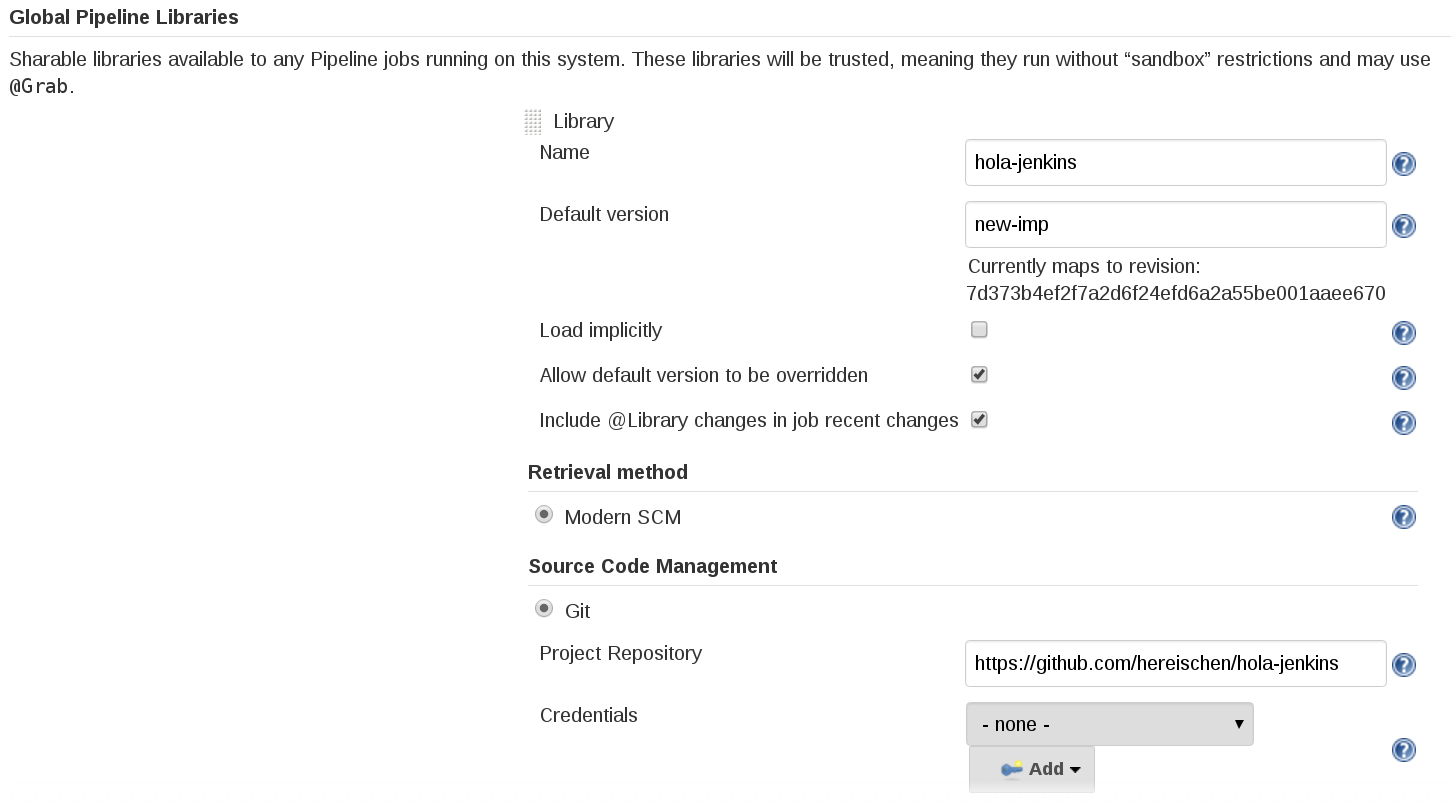 Global Pipeline Libraries
Sharable libraries available to any Pipeline jobs running on this system. These libraries will be trusted, meaning they run without “sandbox” restrictions and may use
@Grab.
Library
Name
hola-jenkins
Default version
new-imp
Currently maps to revision:
7d373b4ef2f7a2d6f24efd6a2a55be001aaee670
Load implicitly
Allow default version to be overridden
Include @Library changes in job recent changes
Retrieval method
Modern SCM
Source Code Management
Git
Project Repository
https://github.com/hereischen/hola-jenkins
Credentials
- none -
Add